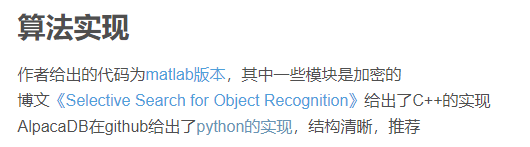 算法实现
作者给出的代码为matlab版本，其中一些模块是加密的
博文《Selective Search for Object Recognition》给出了C++的实现
AlpacaDB在github给出了python的实现，结构清晰，推荐